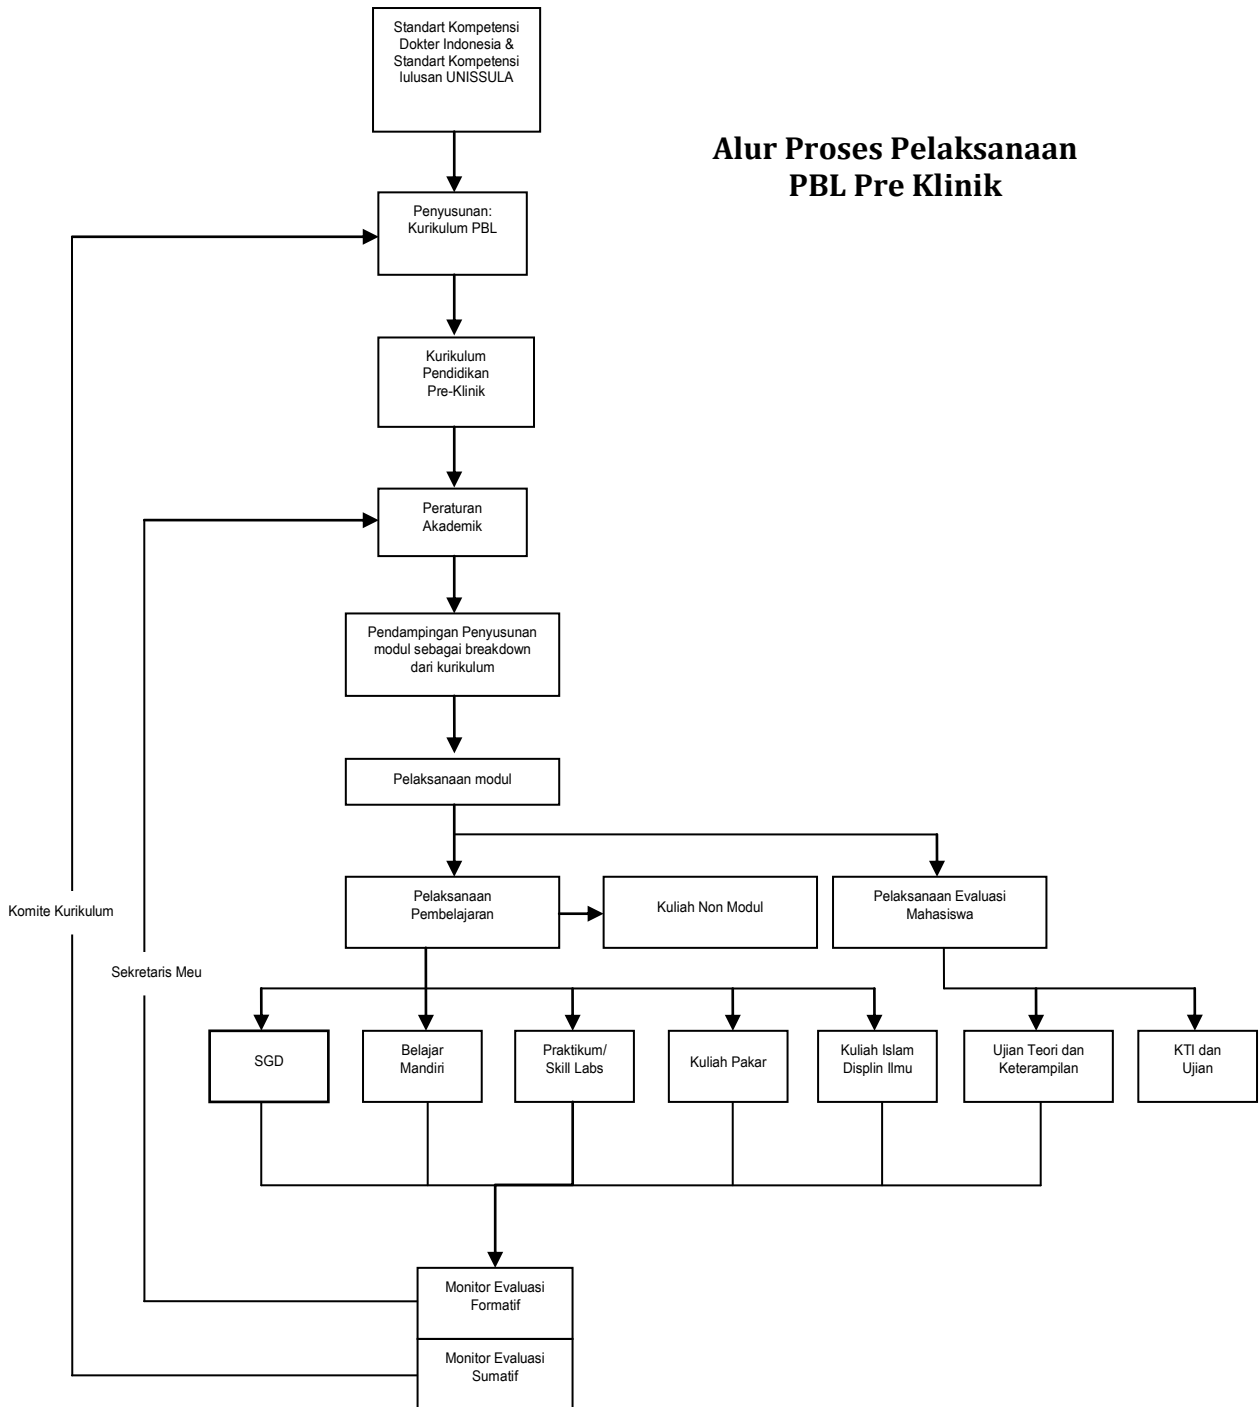 Standart Kompetensi
Dokter Indonesia &
Standart Kompetensi
lulusan UNISSULA
Alur Proses Pelaksanaan
PBL Pre Klinik
Penyusunan:
Kurikulum PBL
Kurikulum
Pendidikan
Pre-Klinik
Peraturan
Akademik
Pendampingan Penyusunan
modul sebagai breakdown
dari kurikulum
Pelaksanaan modul
Pelaksanaan
Pembelajaran
Kuliah Non Modul
Pelaksanaan Evaluasi
Mahasiswa
Komite Kurikulum
Sekretaris Meu
SGD
Belajar
Mandiri
Praktikum/
Skill Labs
Kuliah Pakar
Kuliah Islam
Displin Ilmu
Ujian Teori dan
Keterampilan
KTI dan
Ujian
Monitor Evaluasi
Formatif
Monitor Evaluasi
Sumatif